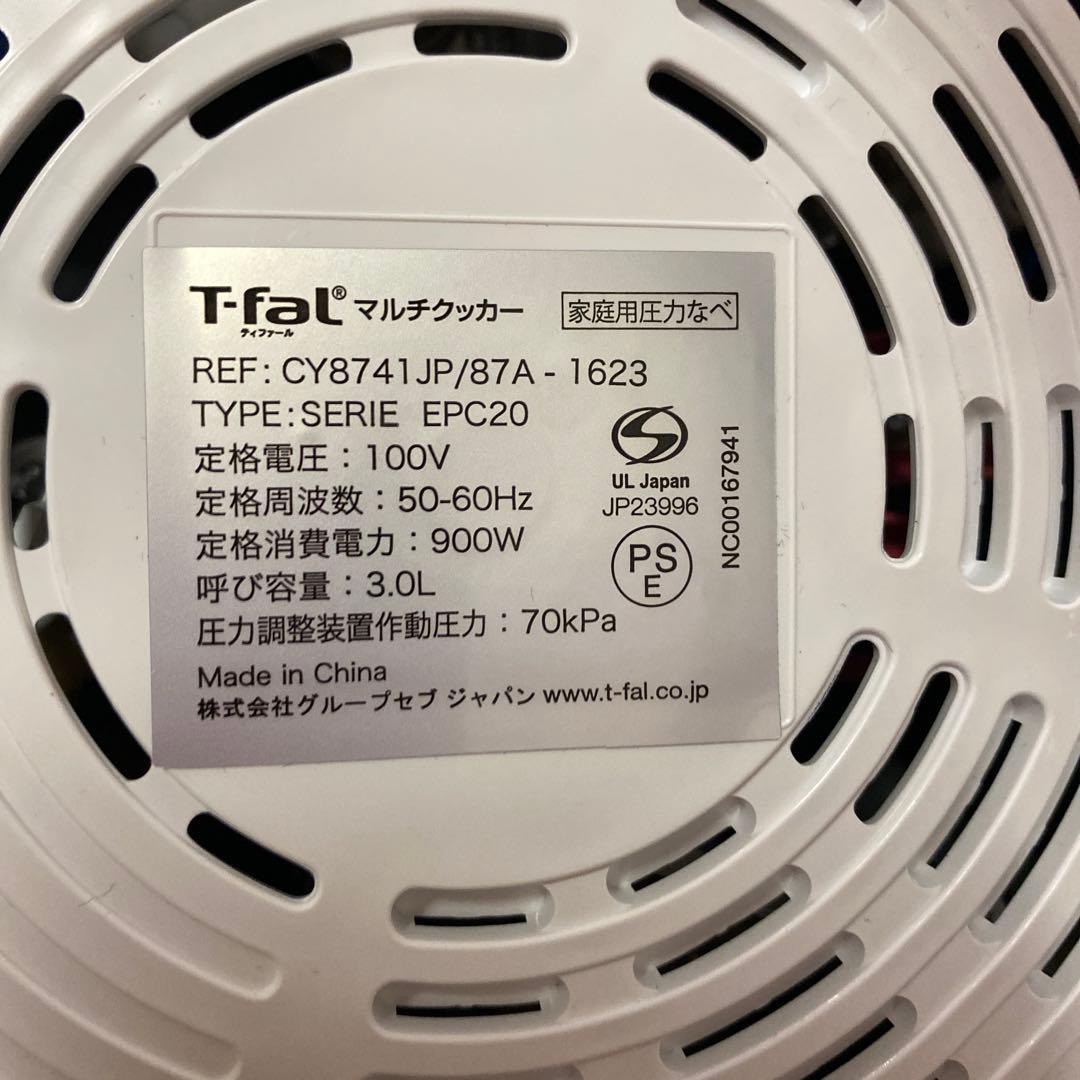 T-fal® マルチクッカー 家庭用圧力なべ
ティファール
REF: CY8741JP/87A - 1623
TYPE:SERIE EPC20
定格電圧：100V
定格周波数：50-60Hz
定格消費電力：900W
呼び容量：3.0L
圧力調整装置作動圧力：70kPa
Made in China
株式会社グループセブ ジャパン www.t-fal.co.jp
S
UL Japan
JP23996
PS
E
NC00167941